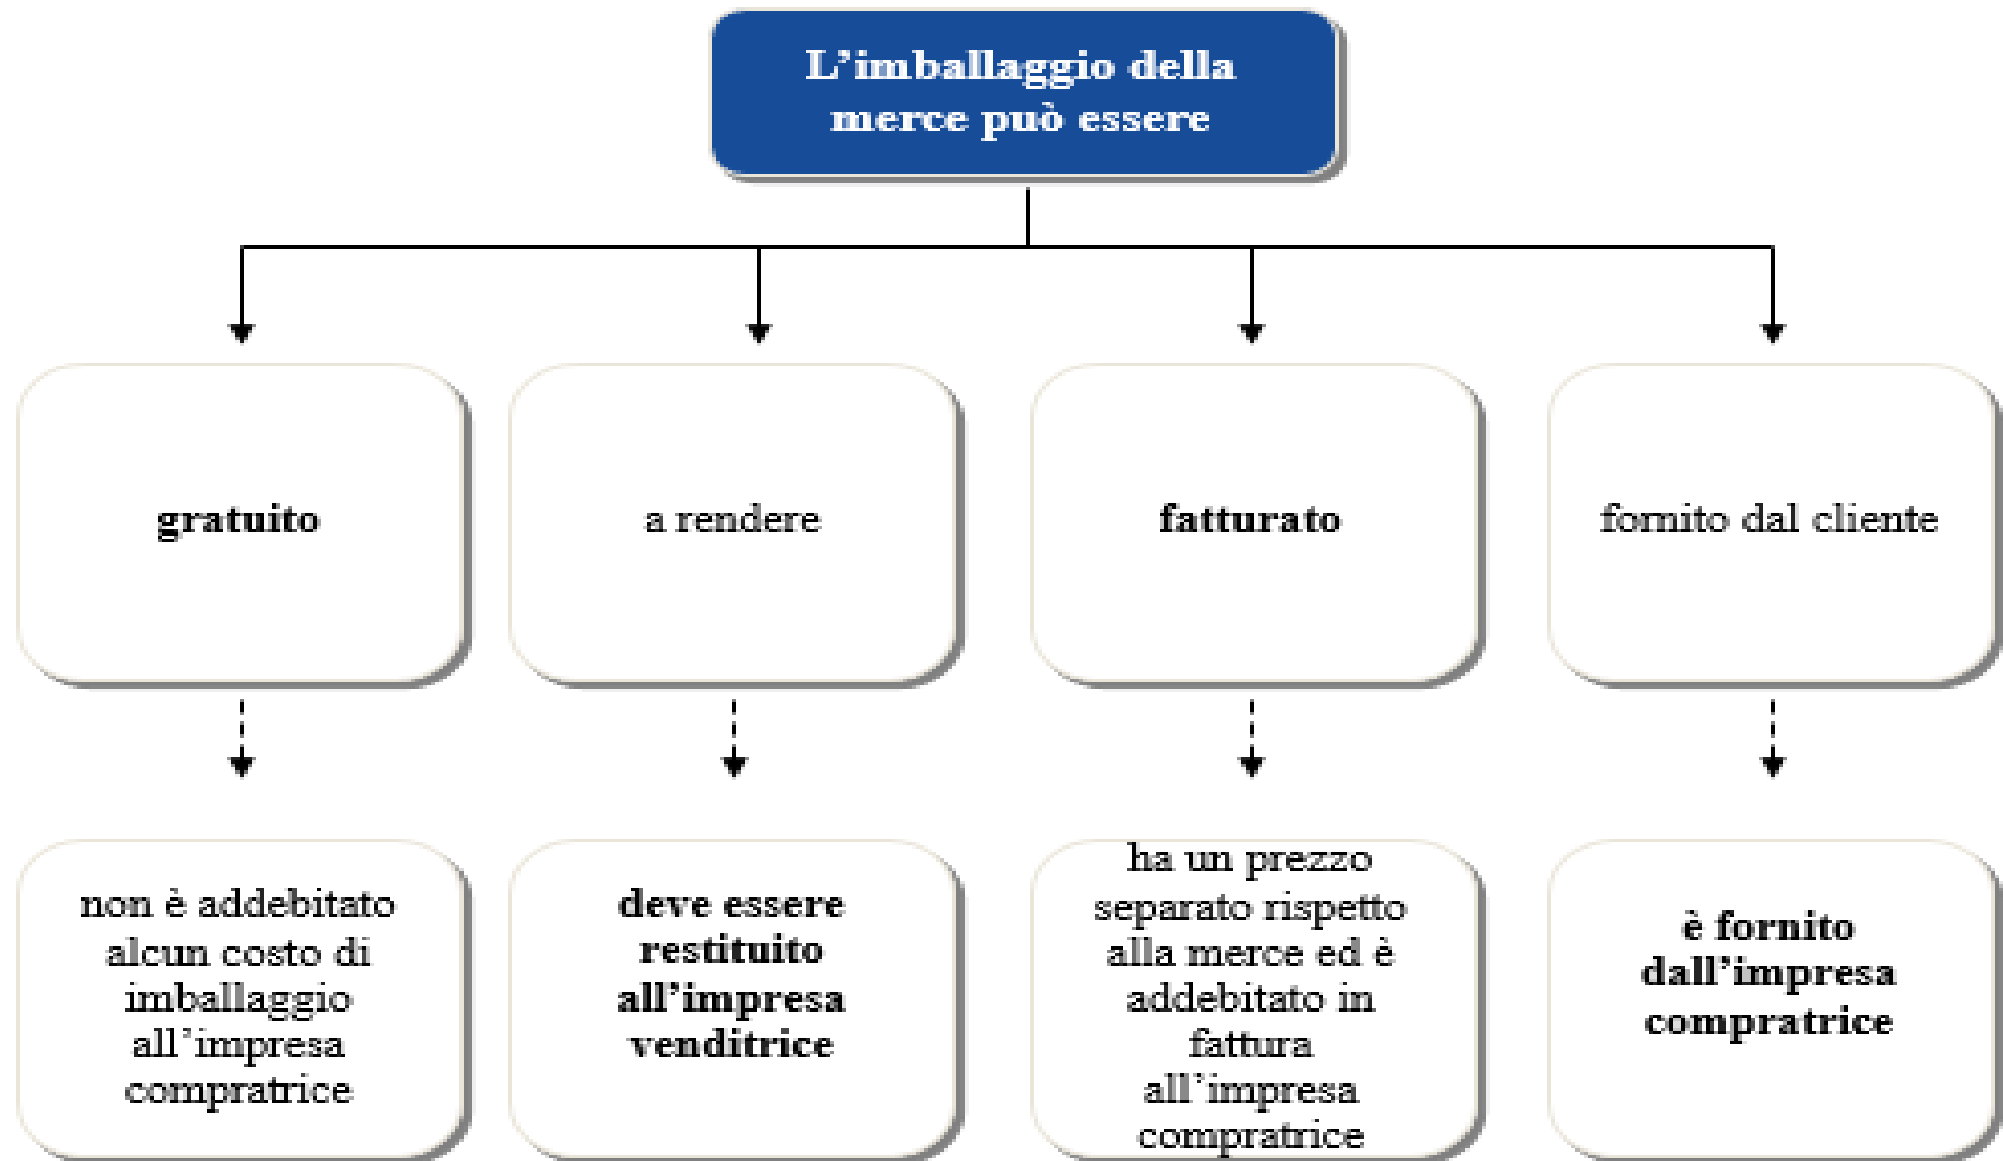 L’imballaggio della
merce può essere
gratuito
a rendere
fatturato
fornito dal cliente
non è addebitato
alcun costo di
imballaggio
all’impresa
compratrice
deve essere
restituito
all’impresa
venditrice
ha un prezzo
separato rispetto
alla merce ed è
addebitato in
fattura
all’impresa
compratrice
è fornito
dall’impresa
compratrice